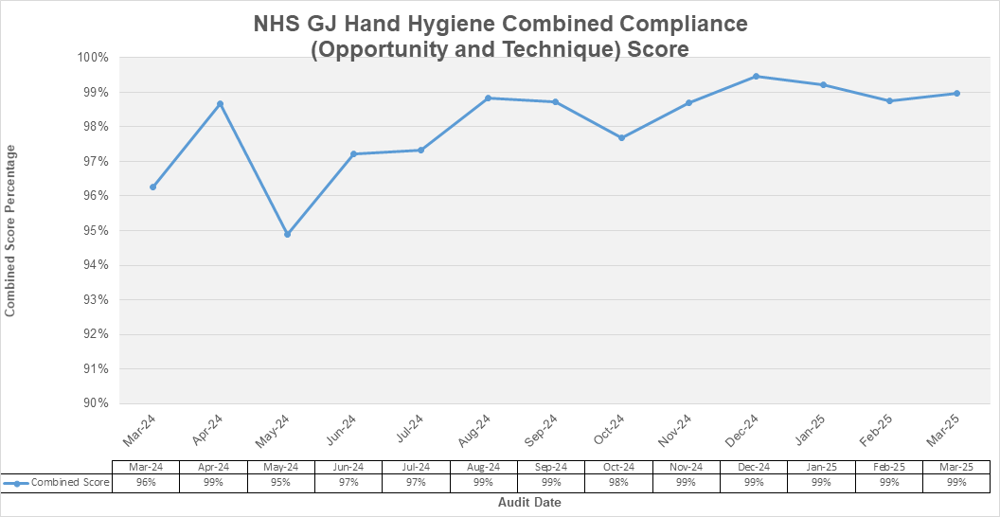 NHS GJ Hand Hygiene Combined Compliance
(Opportunity and Technique) Score
Combined Score Percentage
100%
99%
98%
97%
96%
95%
94%
93%
92%
91%
90%
Mar-24 Apr-24 May-24 Jun-24 Jul-24 Aug-24 Sep-24 Oct-24 Nov-24 Dec-24 Jan-25 Feb-25 Mar-25
Mar-24 Apr-24 May-24 Jun-24 Jul-24 Aug-24 Sep-24 Oct-24 Nov-24 Dec-24 Jan-25 Feb-25 Mar-25
Combined Score 96% 99% 95% 97% 97% 99% 99% 98% 99% 99% 99% 99% 99%
Audit Date